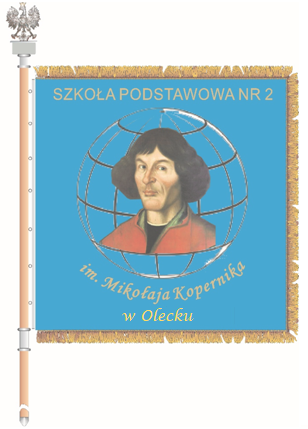 SZKOŁA PODSTAWOWA NR 2
im. Mikołaja Kopernika
w Olecku